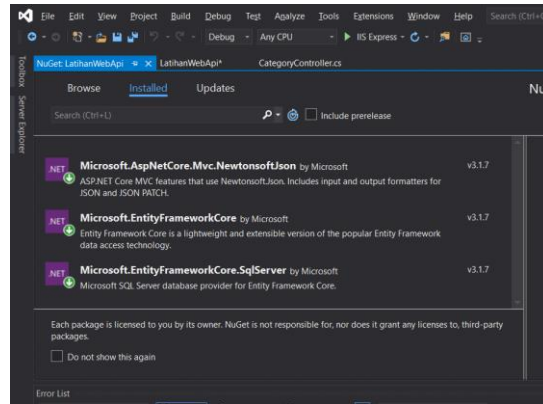 File Edit View Project Build Debug Test Analyze Tools Extensions Window Help Search (Ctrl+
Debug Any CPU IIS Express
NuGet: LatihanWebApi LatihanWebApi* CategoryController.cs
Toolbox
Server Explorer
Browse Installed Updates Nu
Search (Ctrl+L) Include prerelease
.NET Microsoft.AspNetCore.Mvc.NewtonsoftJson by Microsoft v3.1.7
ASP.NET Core MVC features that use Newtonsoft.Json. Includes input and output formatters for
JSON and JSON PATCH.
.NET Microsoft.EntityFrameworkCore by Microsoft v3.1.7
Entity Framework Core is a lightweight and extensible version of the popular Entity Framework
data access technology.
.NET Microsoft.EntityFrameworkCore.SqlServer by Microsoft v3.1.7
Microsoft SQL Server database provider for Entity Framework Core.
Each package is licensed to you by its owner. NuGet is not responsible for, nor does it grant any licenses to, third-party
packages.
Do not show this again
Error List